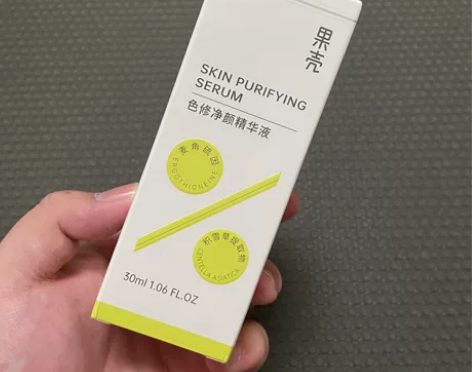 果壳
SKIN PURIFYING
SERUM
色修净颜精华液
麦角硫因
ERGOTHIONEINE
积雪草提取物
CENTELLA ASIATICA
30ml 1.06 FL.OZ